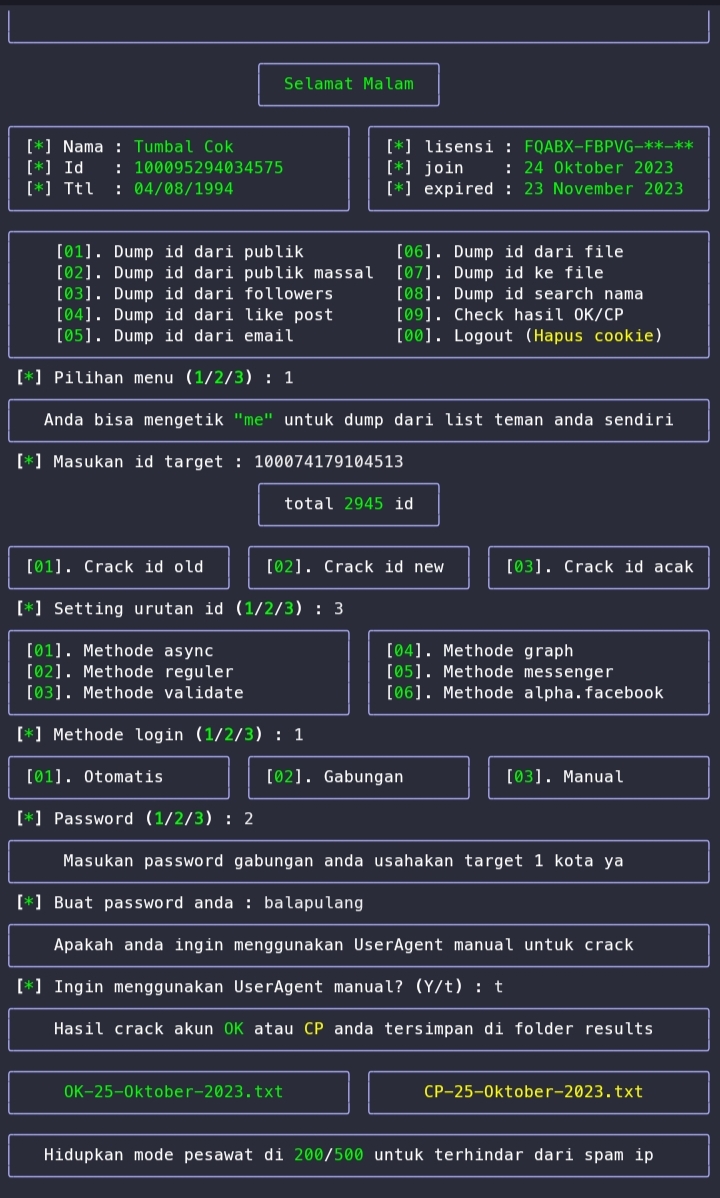 Selamat Malam
[*] Nama : Tumbal Cok
[*] Id : 100095294034575
[*] Ttl : 04/08/1994
[*] lisensi : FQABX-FBPVG-**-**
[*] join : 24 Oktober 2023
[*] expired : 23 November 2023
[01]. Dump id dari publik
[02]. Dump id dari publik massal
[03]. Dump id dari followers
[04]. Dump id dari like post
[05]. Dump id dari email
[06]. Dump id dari file
[07]. Dump id ke file
[08]. Dump id search nama
[09]. Check hasil OK/CP
[00]. Logout (Hapus cookie)
[*] Pilihan menu (1/2/3) : 1
Anda bisa mengetik "me" untuk dump dari list teman anda sendiri
[*] Masukan id target : 100074179104513
total 2945 id
[01]. Crack id old
[02]. Crack id new
[03]. Crack id acak
[*] Setting urutan id (1/2/3) : 3
[01]. Methode async
[02]. Methode reguler
[03]. Methode validate
[04]. Methode graph
[05]. Methode messenger
[06]. Methode alpha.facebook
[*] Methode login (1/2/3) : 1
[01]. Otomatis
[02]. Gabungan
[03]. Manual
[*] Password (1/2/3) : 2
Masukan password gabungan anda usahakan target 1 kota ya
[*] Buat password anda : balapulang
Apakah anda ingin menggunakan UserAgent manual untuk crack
[*] Ingin menggunakan UserAgent manual? (Y/t) : t
Hasil crack akun OK atau CP anda tersimpan di folder results
OK-25-Oktober-2023.txt
CP-25-Oktober-2023.txt
Hidupkan mode pesawat di 200/500 untuk terhindar dari spam ip